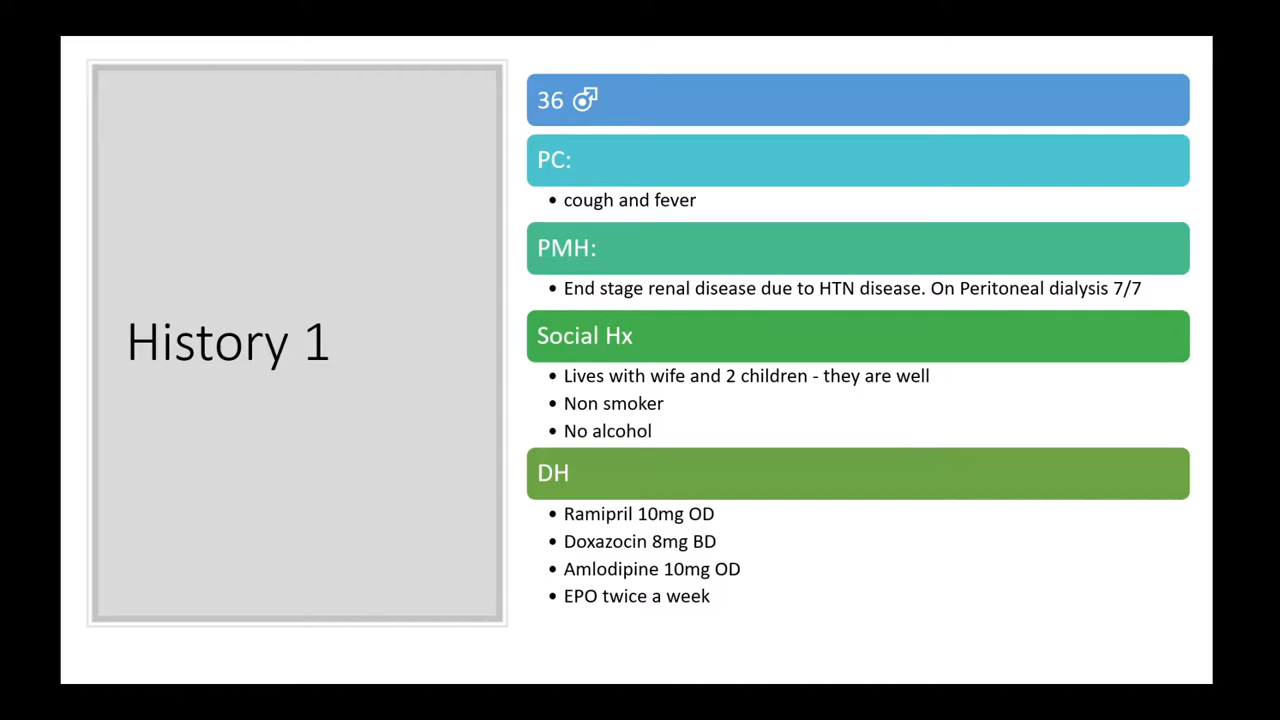 History 1
36 ♂
PC:
• cough and fever
PMH:
• End stage renal disease due to HTN disease. On Peritoneal dialysis 7/7
Social Hx
• Lives with wife and 2 children - they are well
• Non smoker
• No alcohol
DH
• Ramipril 10mg OD
• Doxazocin 8mg BD
• Amlodipine 10mg OD
• EPO twice a week